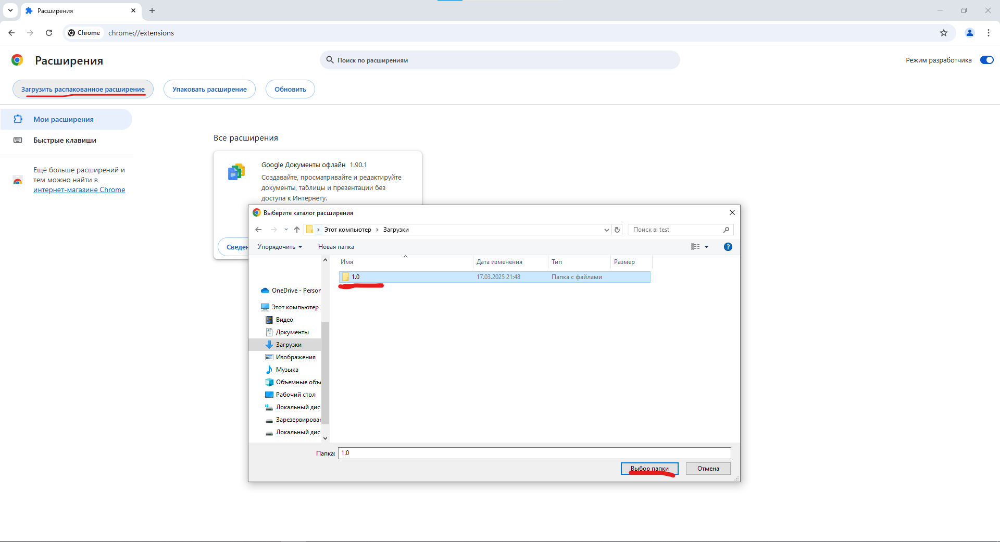 Расширения
Chrome
chrome://extensions
Расширения
Поиск по расширениям
Режим разработчика
Загрузить распакованное расширение
Упаковать расширение
Обновить
Мои расширения
Быстрые клавиши
Ещё больше расширений и
тем можно найти в
интернет-магазине Chrome
Все расширения
Google Документы офлайн 1.90.1
Создавайте, просматривайте и редактируйте
документы, таблицы и презентации без
доступа к Интернету.
Сведен
Выберите каталог расширения
Этот компьютер
Загрузки
Поиск в: test
Упорядочить
Новая папка
?
Имя
Дата изменения
Тип
Размер
1.0
17.03.2025 21:48
Папка с файлами
OneDrive - Person
Этот компьютер
Видео
Документы
Загрузки
Изображения
Музыка
Объемные объ
Рабочий стол
Локальный дис
Зарезервирован
Локальный дис
Папка:
1.0
Выбор папки
Отмена